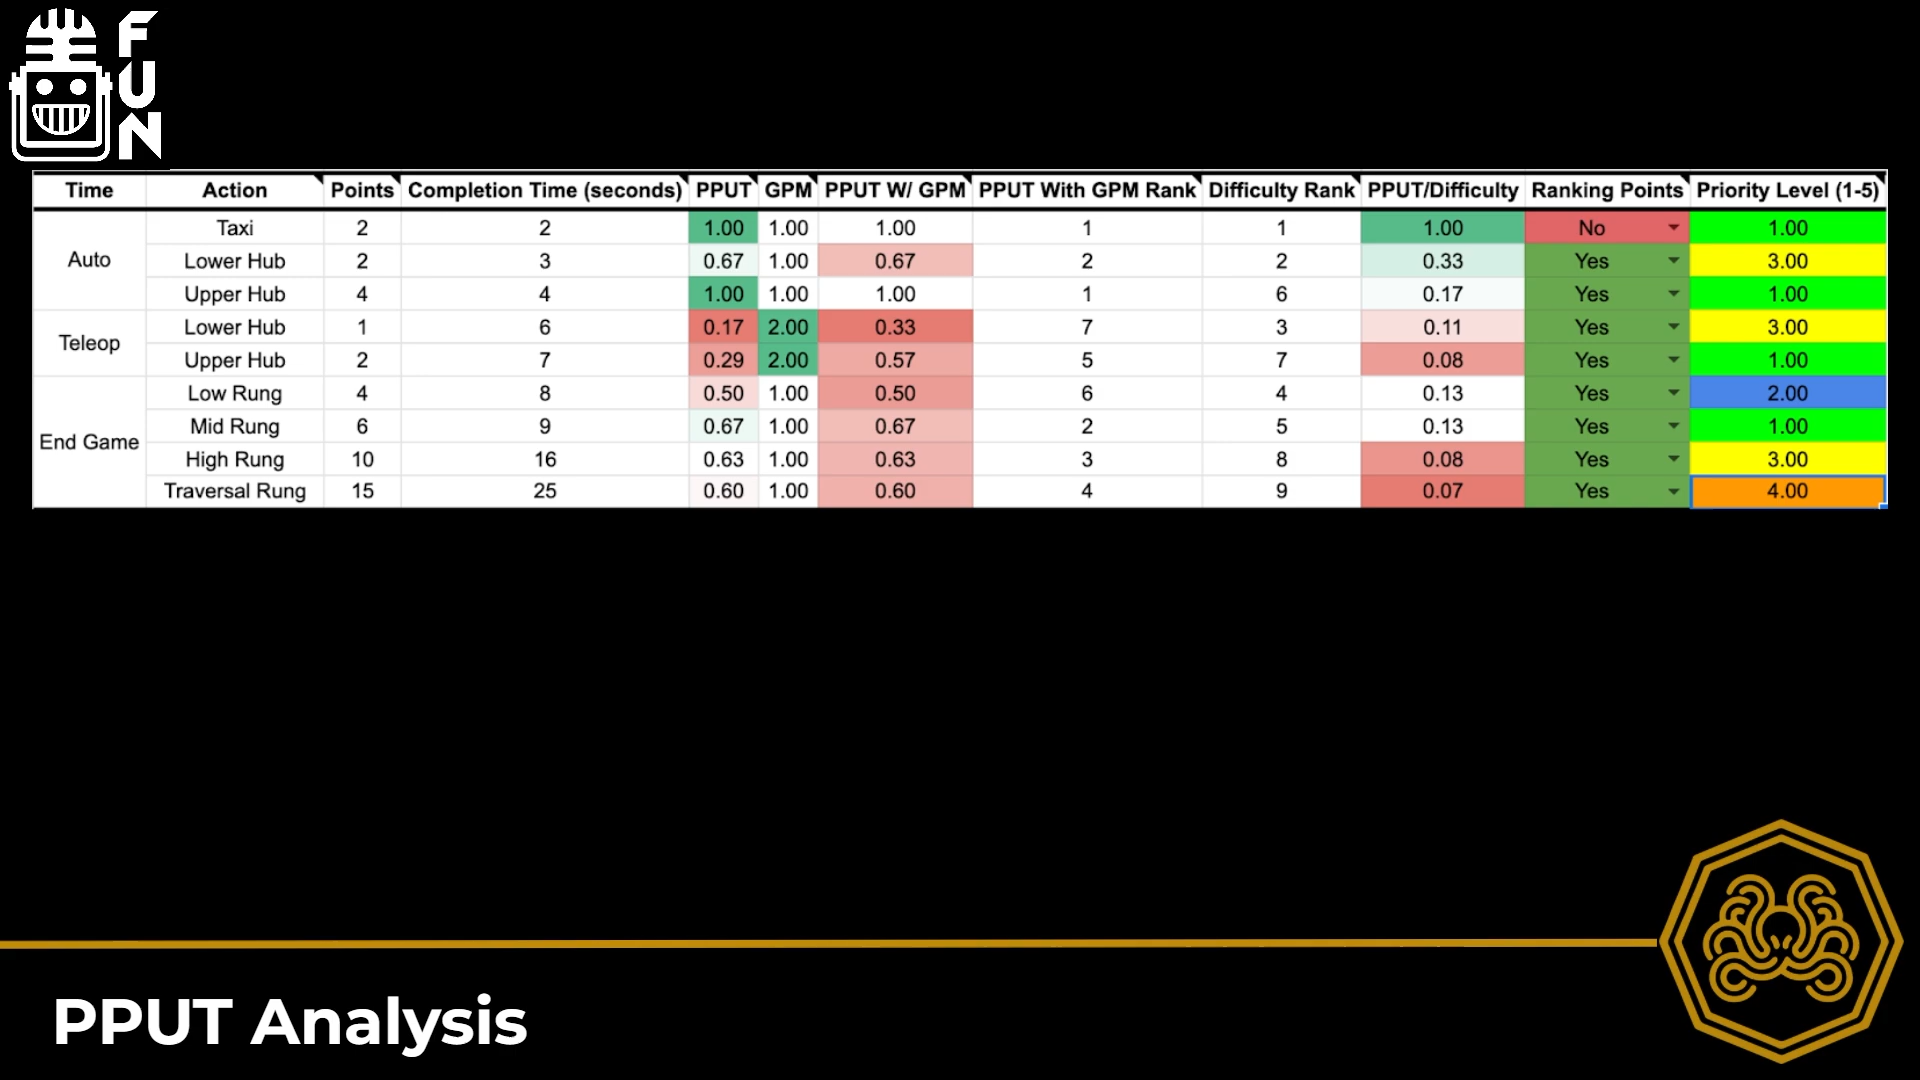 FUN
Time Action Points Completion Time (seconds) PPUT GPM PPUT W/ GPM PPUT With GPM Rank Difficulty Rank PPUT/Difficulty Ranking Points Priority Level (1-5)
Auto
Taxi 2 2 1.00 1.00 1.00 1 1 1.00 No 1.00
Lower Hub 2 3 0.67 1.00 0.67 2 2 0.33 Yes 3.00
Upper Hub 4 4 1.00 1.00 1.00 1 6 0.17 Yes 1.00
Teleop
Lower Hub 1 6 0.17 2.00 0.33 7 3 0.11 Yes 3.00
Upper Hub 2 7 0.29 2.00 0.57 5 7 0.08 Yes 1.00
End Game
Low Rung 4 8 0.50 1.00 0.50 6 4 0.13 Yes 2.00
Mid Rung 6 9 0.67 1.00 0.67 2 5 0.13 Yes 1.00
High Rung 10 16 0.63 1.00 0.63 3 8 0.08 Yes 3.00
Traversal Rung 15 25 0.60 1.00 0.60 4 9 0.07 Yes 4.00
PPUT Analysis